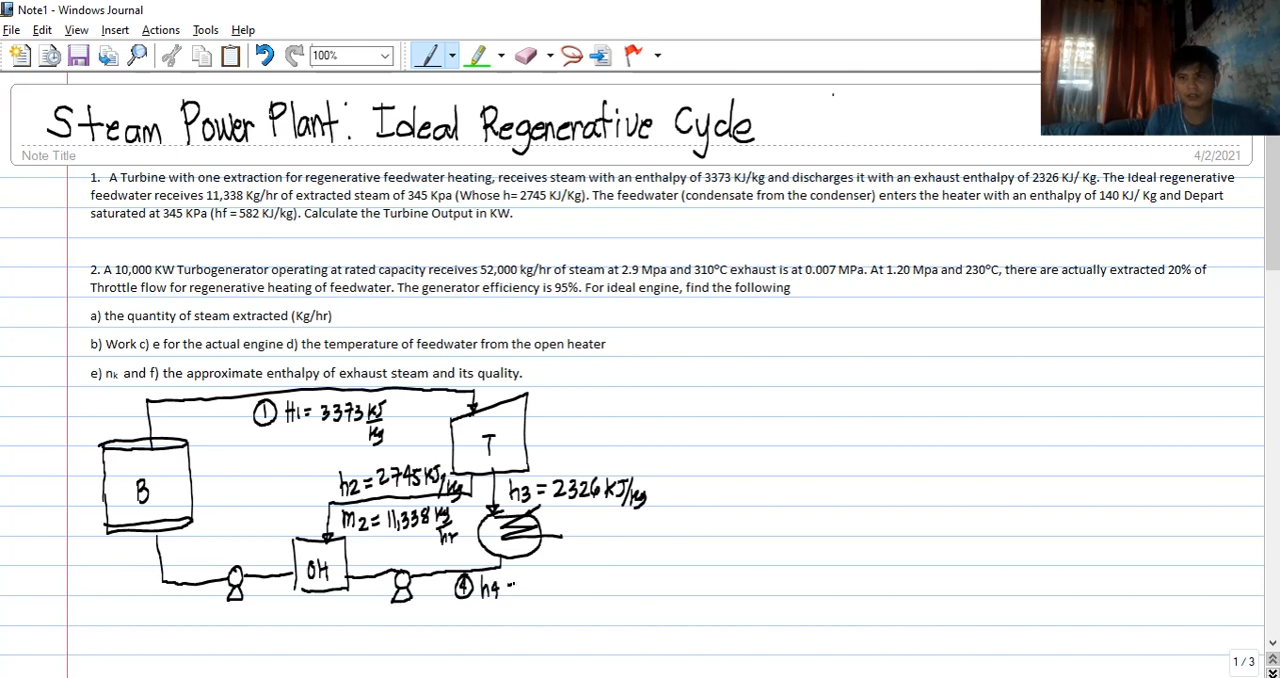 Note1 - Windows Journal
File Edit View Insert Actions Tools Help
100%
Steam Power Plant: Ideal Regenerative Cycle
Note Title
4/2/2021
1. A Turbine with one extraction for regenerative feedwater heating, receives steam with an enthalpy of 3373 KJ/kg and discharges it with an exhaust enthalpy of 2326 KJ/ Kg. The Ideal regenerative
feedwater receives 11,338 Kg/hr of extracted steam of 345 Kpa (Whose h= 2745 KJ/Kg). The feedwater (condensate from the condenser) enters the heater with an enthalpy of 140 KJ/ Kg and Depart
saturated at 345 KPa (hf = 582 KJ/kg). Calculate the Turbine Output in KW.
2. A 10,000 KW Turbogenerator operating at rated capacity receives 52,000 kg/hr of steam at 2.9 Mpa and 310°C exhaust is at 0.007 MPa. At 1.20 Mpa and 230°C, there are actually extracted 20% of
Throttle flow for regenerative heating of feedwater. The generator efficiency is 95%. For ideal engine, find the following
a) the quantity of steam extracted (Kg/hr)
b) Work c) e for the actual engine d) the temperature of feedwater from the open heater
e) nk and f) the approximate enthalpy of exhaust steam and its quality.
① H1 = 3373 KJ/kg
T
B
h2 = 2745 KJ/kg
h3 = 2326 KJ/kg
m2 = 11,338 kg/hr
OH
④ h4 -
1 / 3